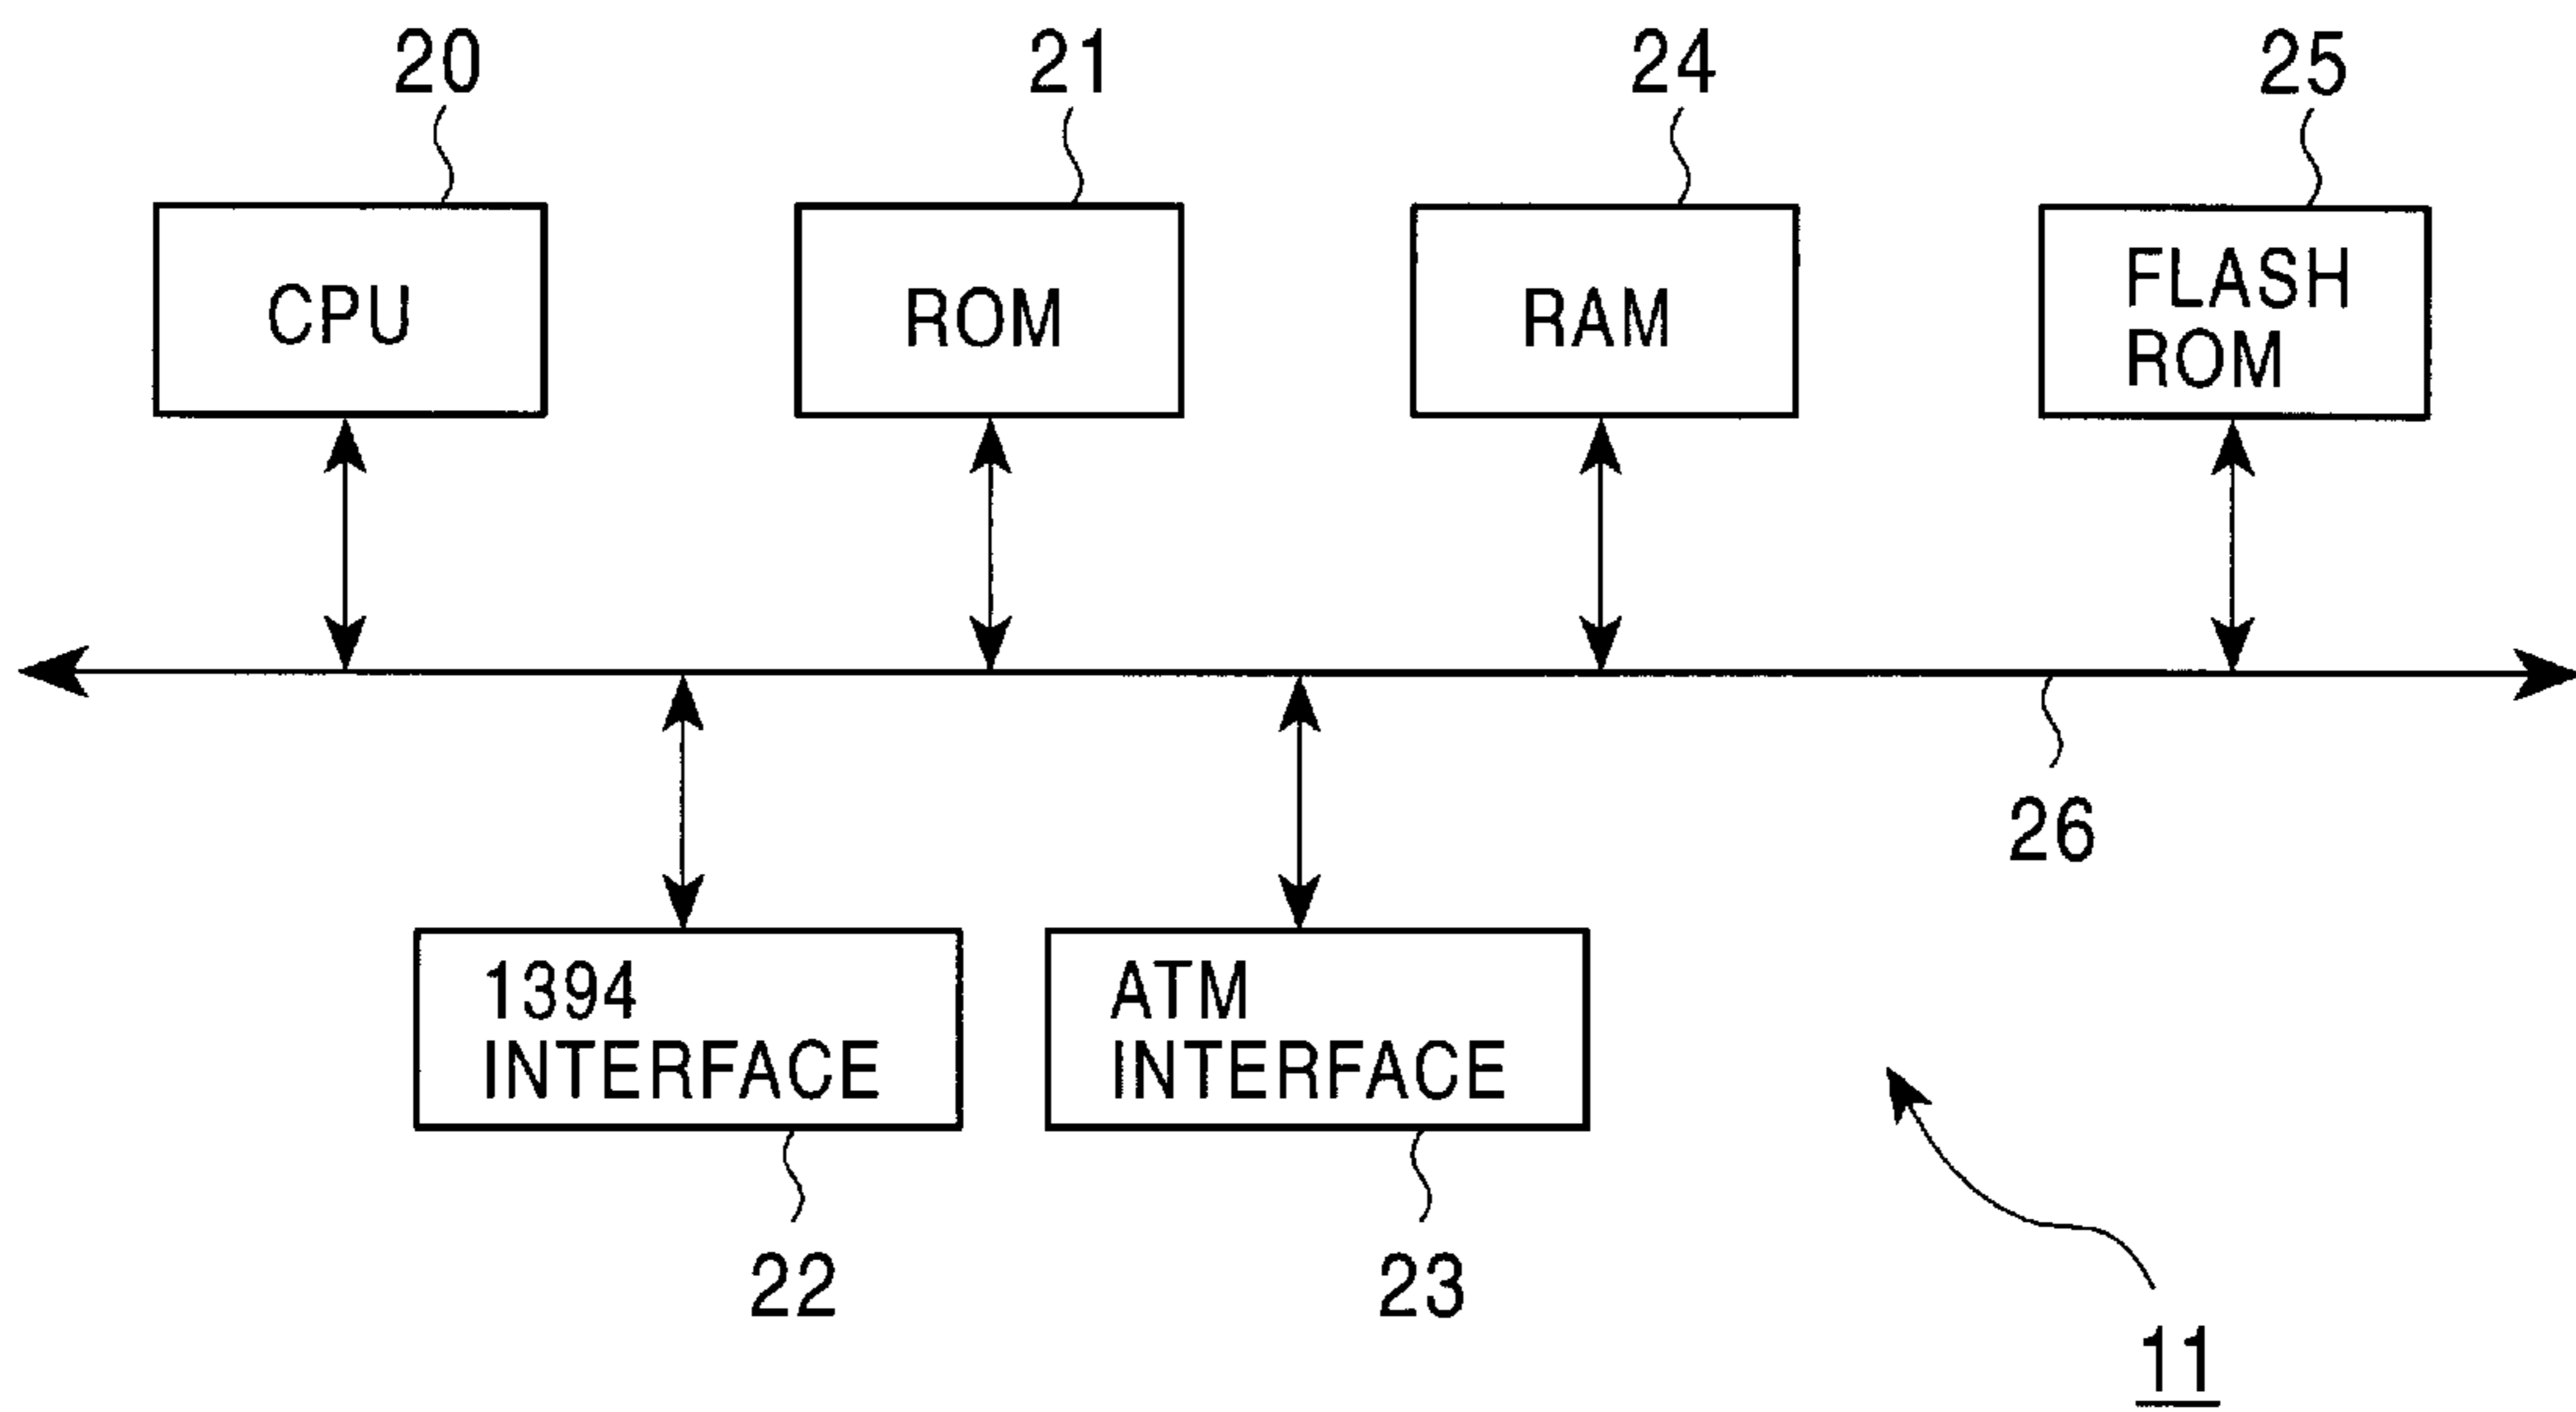 20
21
24
25
CPU
ROM
RAM
FLASH
ROM
26
1394
INTERFACE
ATM
INTERFACE
22
23
11